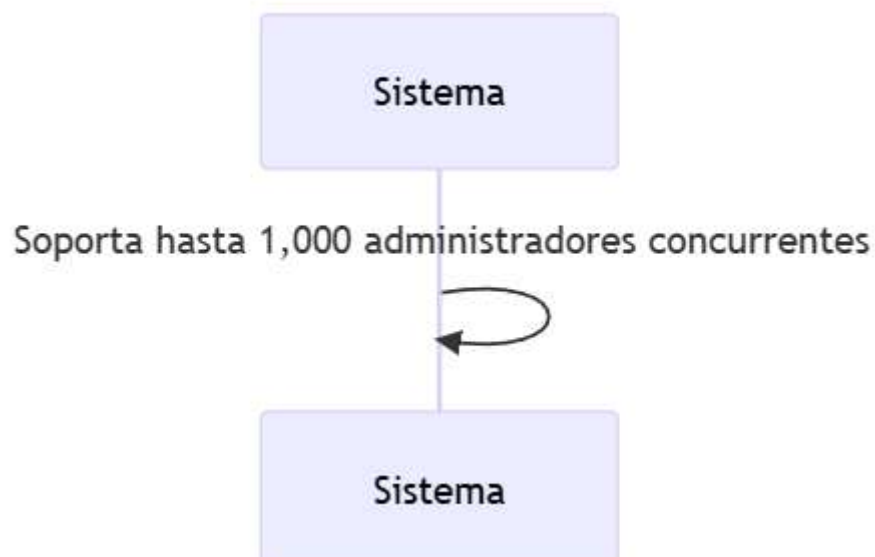 Sistema
Soporta hasta 1,000 administradores concurrentes
Sistema